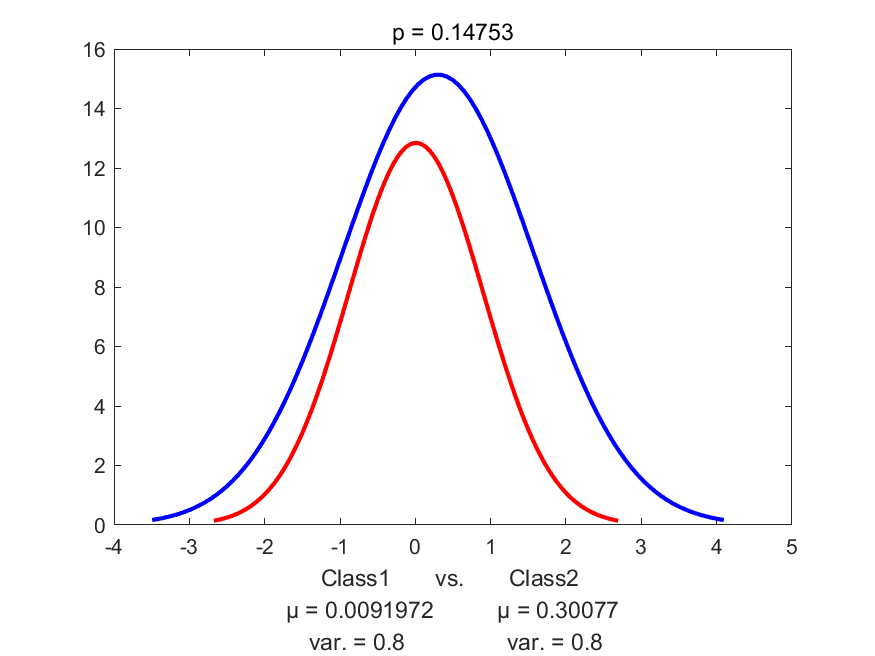 p = 0.14753
16
14
12
10
8
6
4
2
0
-4 -3 -2 -1 0 1 2 3 4 5
Class1 vs. Class2
μ = 0.0091972 μ = 0.30077
var. = 0.8 var. = 0.8